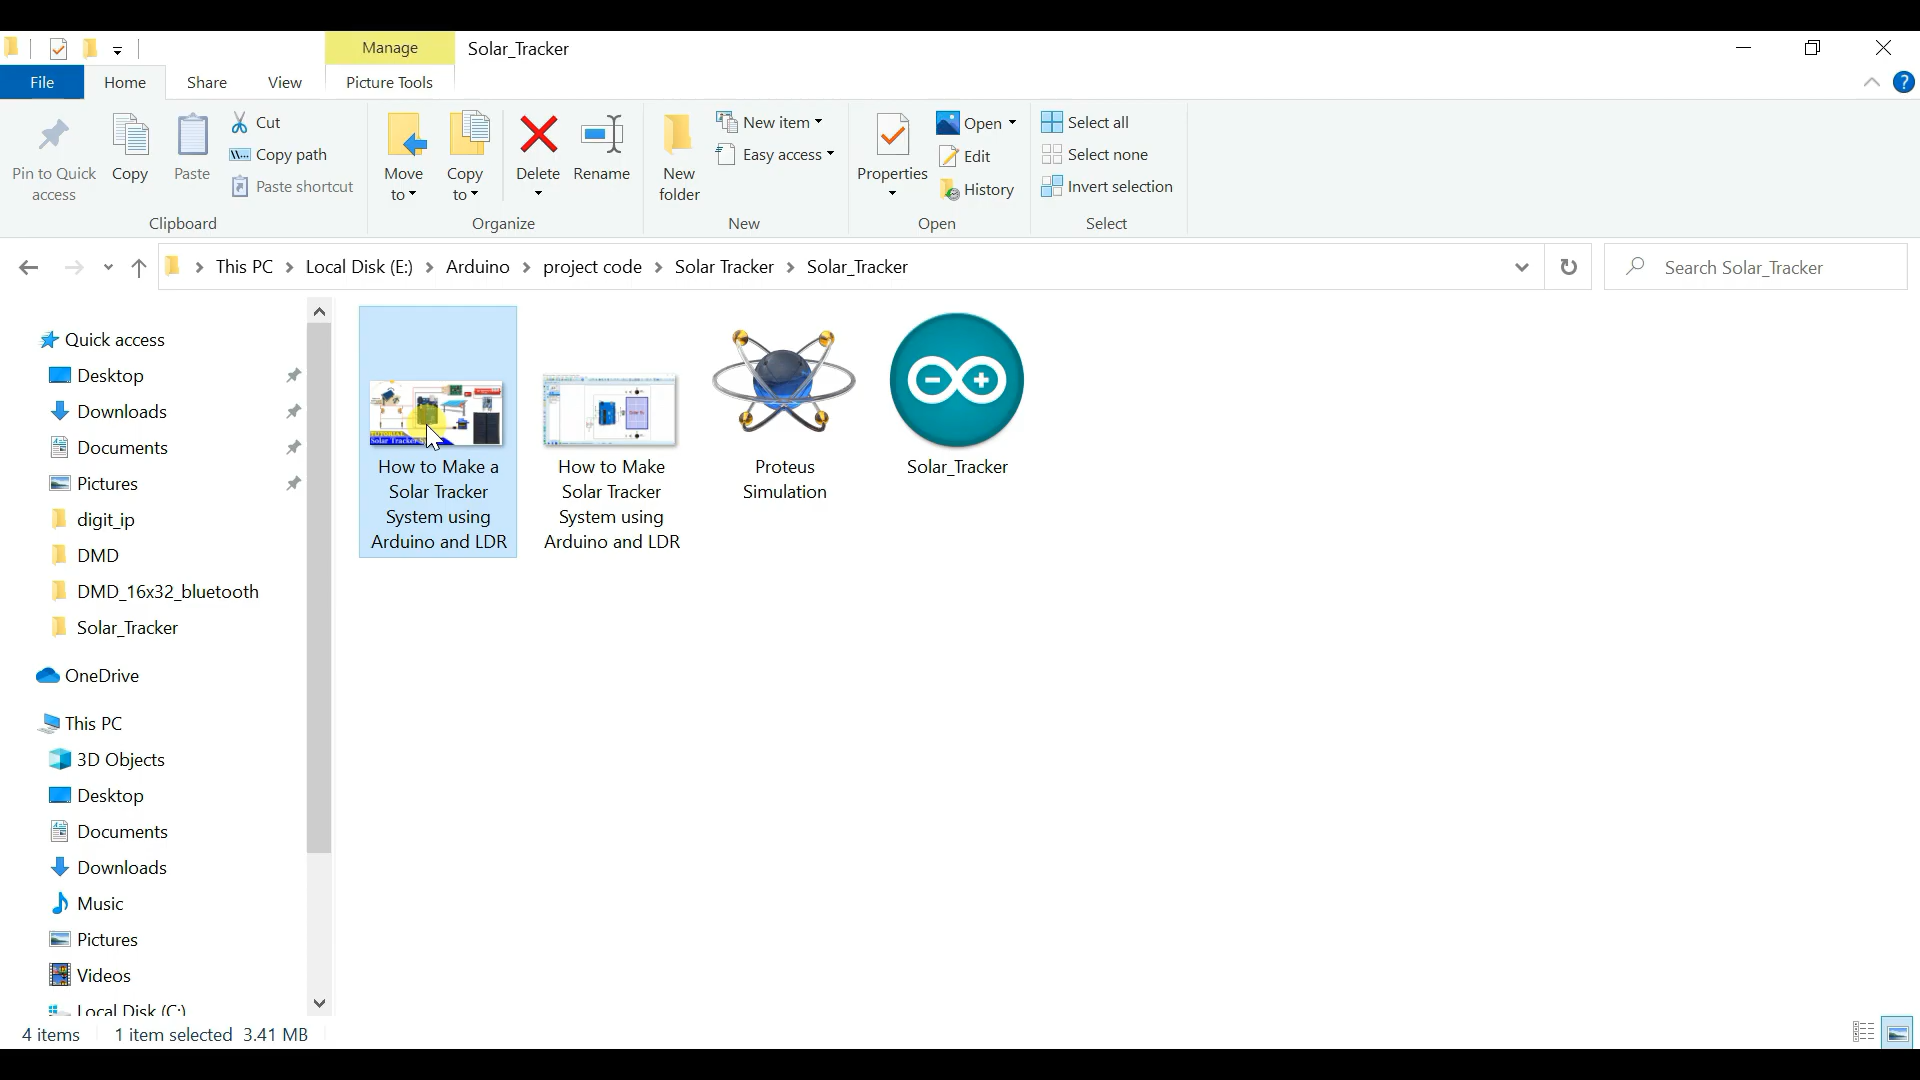 Manage
Solar_Tracker
File
Home
Share
View
Picture Tools
Pin to Quick access
Copy
Paste
Cut
Copy path
Paste shortcut
Clipboard
Move to
Copy to
Delete
Rename
Organize
New folder
New item
Easy access
New
Properties
Open
Edit
History
Open
Select all
Select none
Invert selection
Select
This PC
Local Disk (E:)
Arduino
project code
Solar Tracker
Solar_Tracker
Search Solar_Tracker
Quick access
Desktop
Downloads
Documents
Pictures
digit_ip
DMD
DMD_16x32_bluetooth
Solar_Tracker
OneDrive
This PC
3D Objects
Desktop
Documents
Downloads
Music
Pictures
Videos
Local Disk (C:)
How to Make a
Solar Tracker
System using
Arduino and LDR
How to Make
Solar Tracker
System using
Arduino and LDR
Proteus
Simulation
Solar_Tracker
4 items
1 item selected 3.41 MB